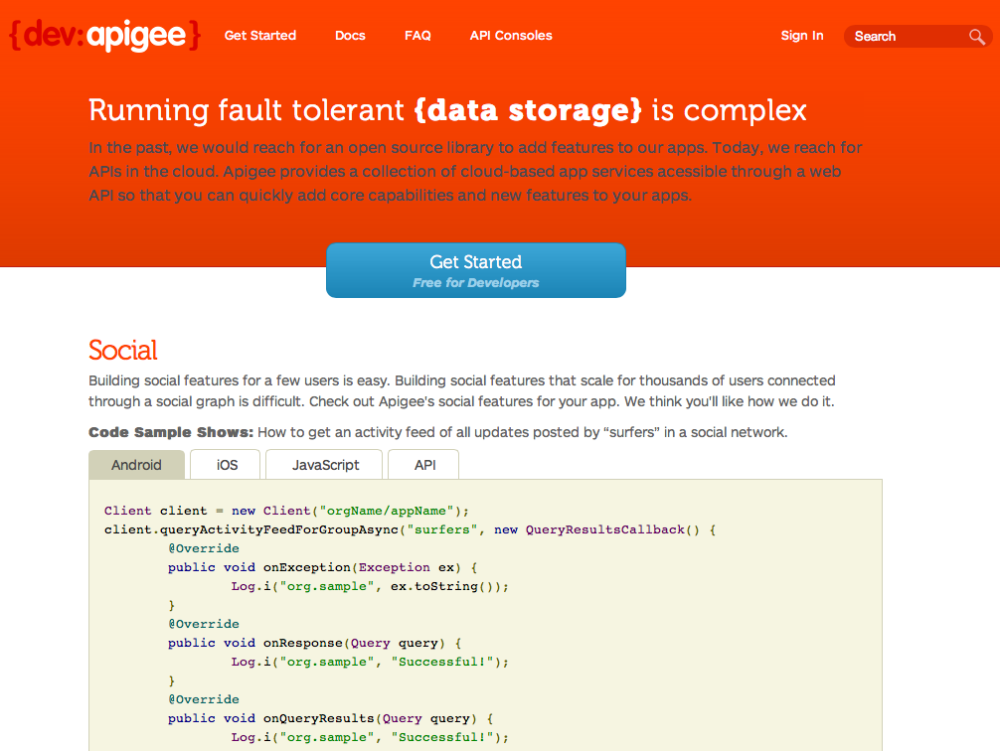 {dev:apigee}
Get Started
Docs
FAQ
API Consoles
Sign In
Search
Running fault tolerant {data storage} is complex
In the past, we would reach for an open source library to add features to our apps. Today, we reach for
APIs in the cloud. Apigee provides a collection of cloud-based app services acessible through a web
API so that you can quickly add core capabilities and new features to your apps.
Get Started
Free for Developers
Social
Building social features for a few users is easy. Building social features that scale for thousands of users connected
through a social graph is difficult. Check out Apigee's social features for your app. We think you'll like how we do it.
Code Sample Shows: How to get an activity feed of all updates posted by “surfers” in a social network.
Android
iOS
JavaScript
API
Client client = new Client("orgName/appName");
client.queryActivityFeedForGroupAsync("surfers", new QueryResultsCallback() {
@Override
public void onException(Exception ex) {
Log.i("org.sample", ex.toString());
}
@Override
public void onResponse(Query query) {
Log.i("org.sample", "Successful!");
}
@Override
public void onQueryResults(Query query) {
Log.i("org.sample", "Successful!");